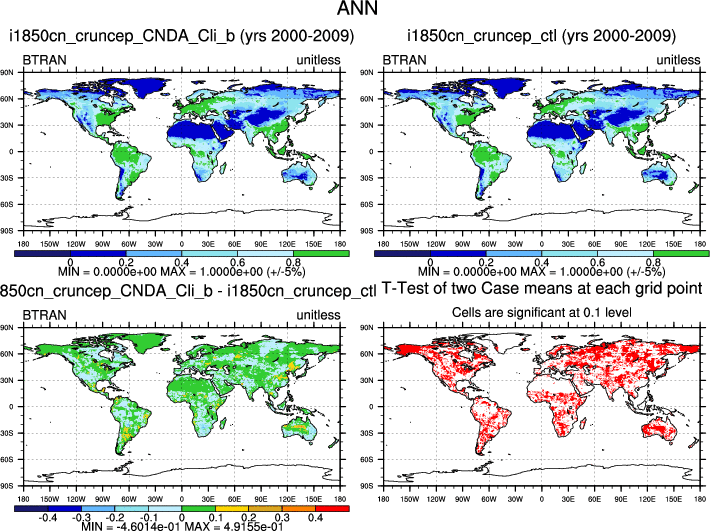 ANN
i1850cn_cruncep_CNDA_Cli_b (yrs 2000-2009)
BTRAN unitless
90N
60N
30N
0
30S
60S
90S
180 150W 120W 90W 60W 30W 0 30E 60E 90E 120E 150E 180
0 0.2 0.4 0.6 0.8
MIN = 0.0000e+00 MAX = 1.0000e+00 (+/-5%)
i1850cn_cruncep_ctl (yrs 2000-2009)
BTRAN unitless
90N
60N
30N
0
30S
60S
90S
180 150W 120W 90W 60W 30W 0 30E 60E 90E 120E 150E 180
0 0.2 0.4 0.6 0.8
MIN = 0.0000e+00 MAX = 1.0000e+00 (+/-5%)
850cn_cruncep_CNDA_Cli_b - i1850cn_cruncep_ctl
BTRAN unitless
90N
60N
30N
0
30S
60S
90S
180 150W 120W 90W 60W 30W 0 30E 60E 90E 120E 150E 180
-0.4 -0.3 -0.2 -0.1 0 0.1 0.2 0.3 0.4
MIN = -4.6014e-01 MAX = 4.9155e-01
T-Test of two Case means at each grid point
Cells are significant at 0.1 level
90N
60N
30N
0
30S
60S
90S
180 150W 120W 90W 60W 30W 0 30E 60E 90E 120E 150E 180